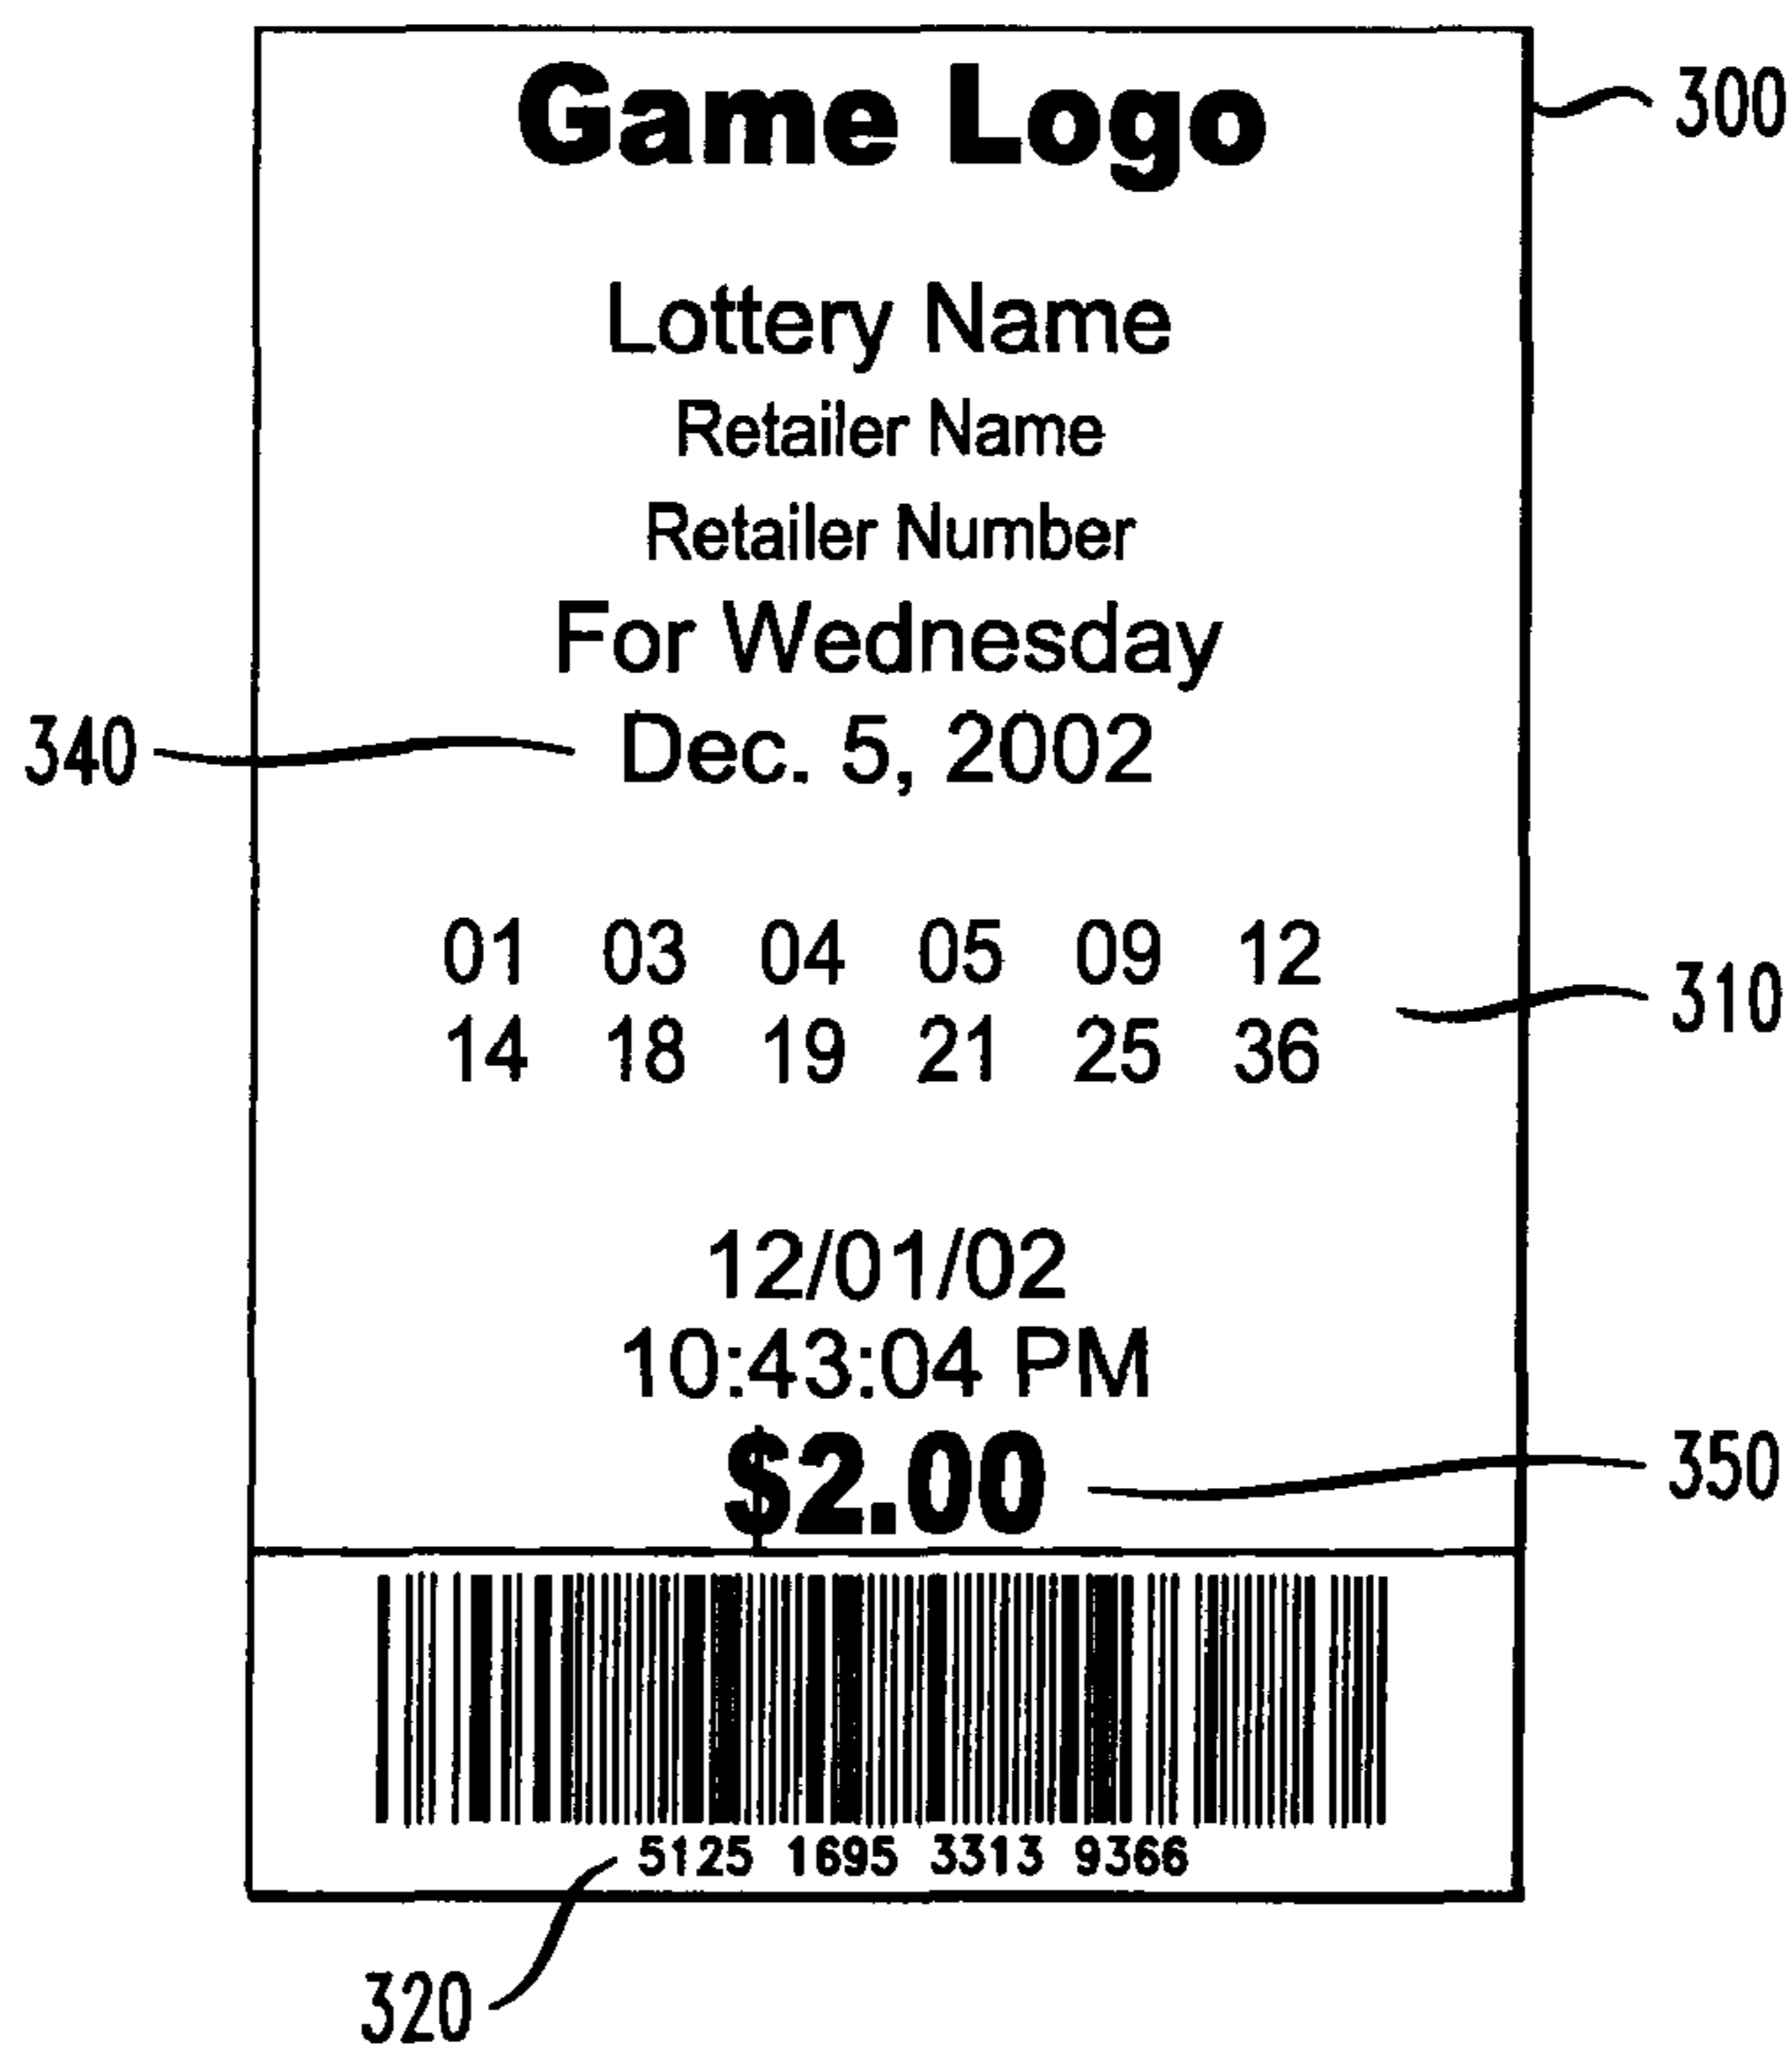 Game Logo
300
Lottery Name
Retailer Name
Retailer Number
For Wednesday
340
Dec. 5, 2002
01 03 04 05 09 12
310
14 18 19 21 25 36
12/01/02
10:43:04 PM
$2.00
350
5125 1695 3313 9366
320